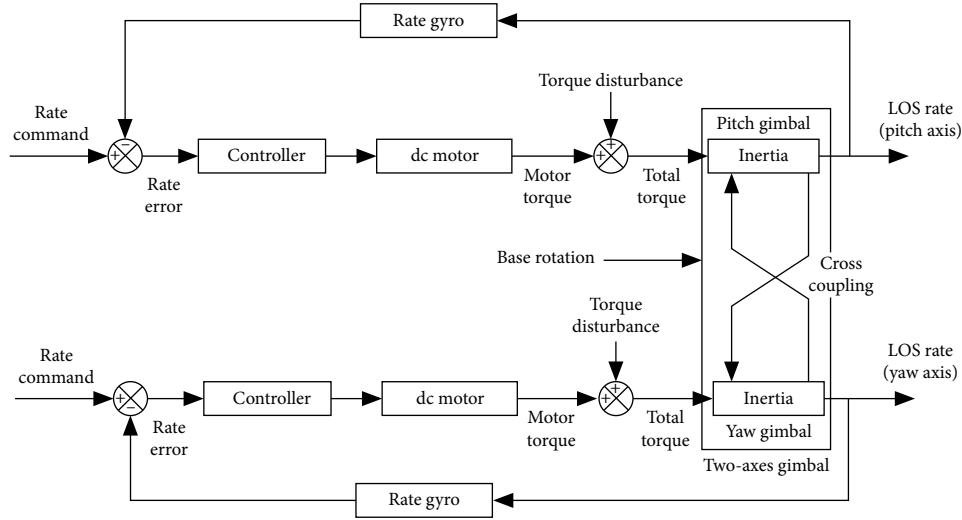 Rate gyro
Torque disturbance
Rate
command
LOS rate
(pitch axis)
Pitch gimbal
+
−
Controller
dc motor
+
+
Inertia
Rate
error
Motor
torque
Total
torque
Base rotation
Cross
coupling
Torque
disturbance
Rate
command
LOS rate
(yaw axis)
+
−
Controller
dc motor
+
+
Inertia
Rate
error
Motor
torque
Total
torque
Yaw gimbal
Two-axes gimbal
Rate gyro